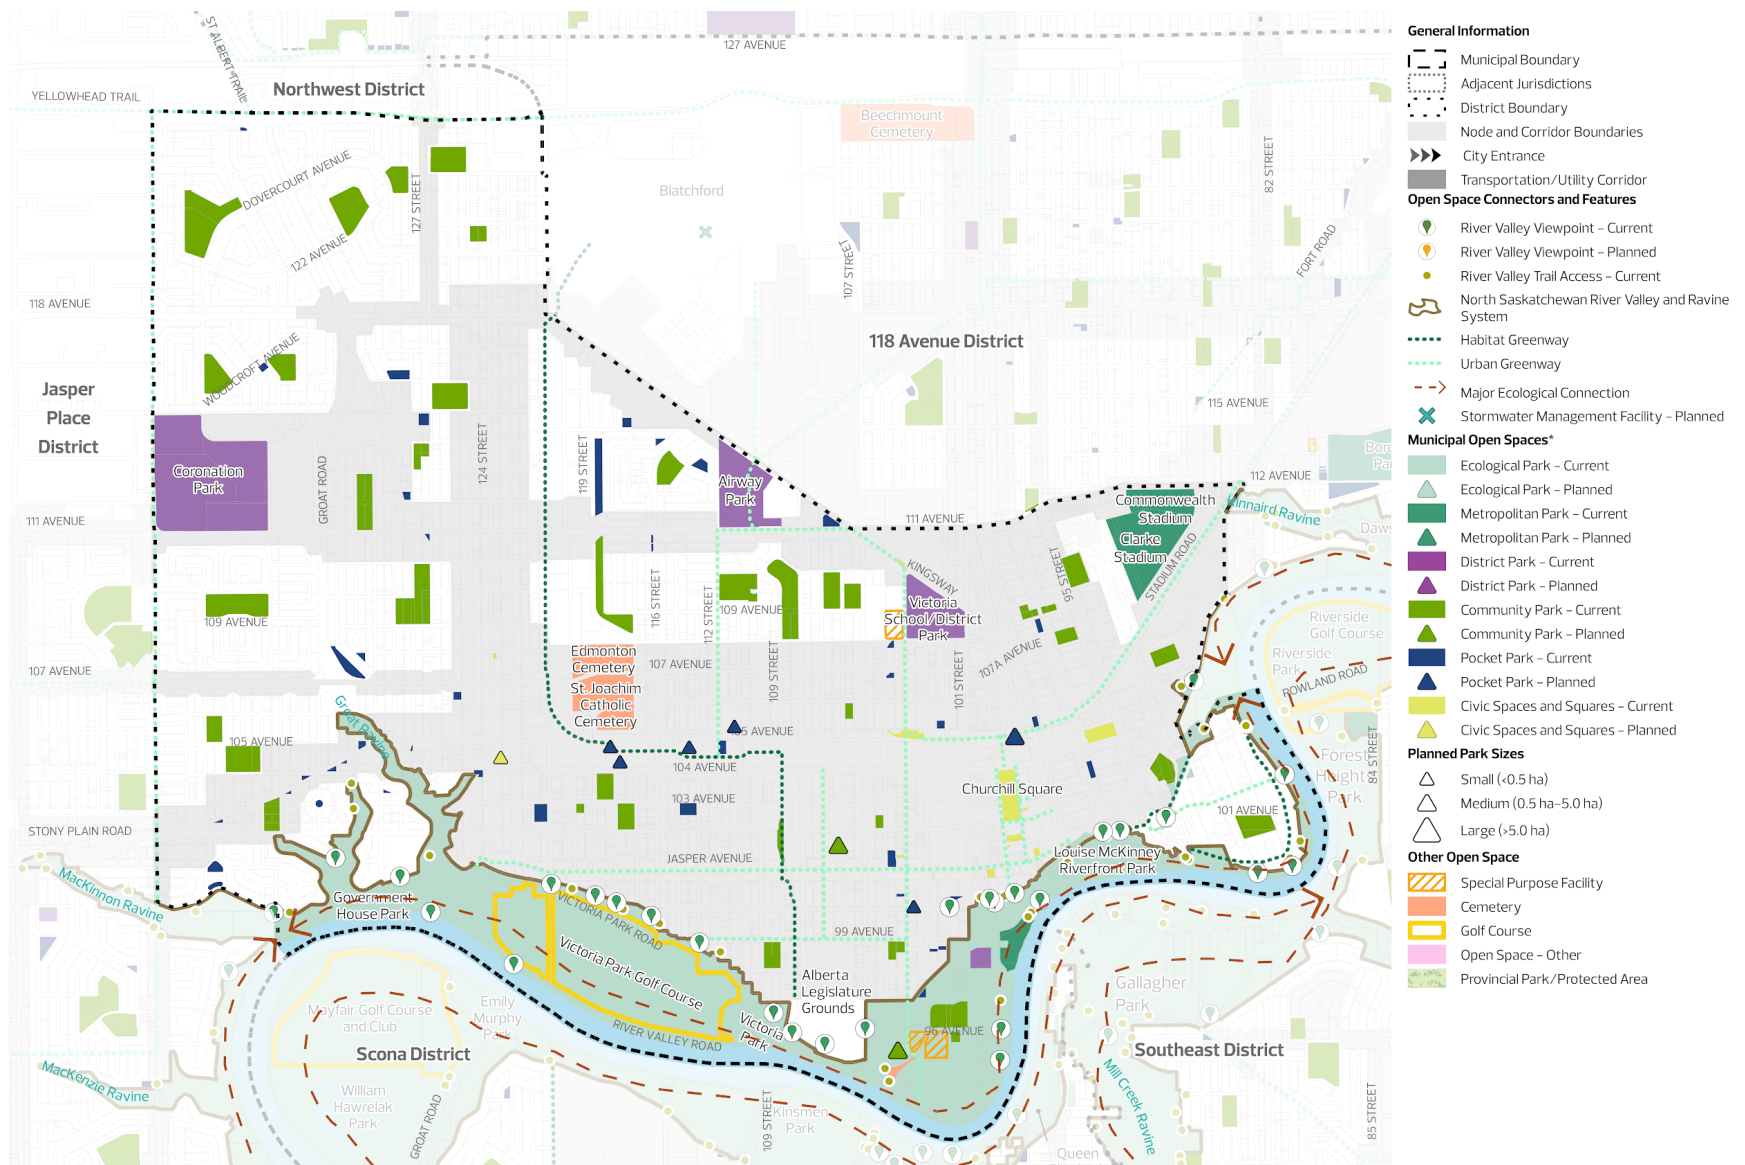 ST ALBERT TRAIL
127 AVENUE
Northwest District
YELLOWHEAD TRAIL
Beechmount
Cemetery
82 STREET
DOVERCOURT AVENUE
127 STREET
Blatchford
122 AVENUE
107 STREET
FORT ROAD
118 AVENUE
118 Avenue District
WOODCROFT AVENUE
Jasper
Place
District
115 AVENUE
Coronation
Park
GROAT ROAD
124 STREET
119 STREET
Airway
Park
112 AVENUE
Commonwealth
Stadium
Clarke
Stadium
Kinnaird Ravine
111 AVENUE
111 AVENUE
STADIUM ROAD
95 STREET
KINGSWAY
Victoria
School/District
Park
116 STREET
112 STREET
109 AVENUE
109 AVENUE
Riverside
Golf Course
Riverside
Park
ROWLAND ROAD
107 AVENUE
Edmonton
Cemetery
107 AVENUE
St. Joachim
Catholic
Cemetery
109 STREET
101 STREET
107A AVENUE
Groat Ravine
105 AVENUE
105 AVENUE
104 AVENUE
103 AVENUE
Churchill Square
Forest
Heights
Park
84 STREET
101 AVENUE
STONY PLAIN ROAD
JASPER AVENUE
Louise McKinney
Riverfront Park
MacKinnon Ravine
Government
House Park
VICTORIA PARK ROAD
99 AVENUE
Victoria Park Golf Course
Alberta
Legislature
Grounds
Gallagher
Park
Mayfair Golf Course
and Club
Emily
Murphy
Park
RIVER VALLEY ROAD
Victoria
Park
96 AVENUE
Scona District
Southeast District
MacKenzie Ravine
William
Hawrelak
Park
GROAT ROAD
109 STREET
Kinsmen
Park
Mill Creek Ravine
85 STREET
Queen
General Information
Municipal Boundary
Adjacent Jurisdictions
District Boundary
Node and Corridor Boundaries
City Entrance
Transportation/Utility Corridor
Open Space Connectors and Features
River Valley Viewpoint – Current
River Valley Viewpoint – Planned
River Valley Trail Access – Current
North Saskatchewan River Valley and Ravine
System
Habitat Greenway
Urban Greenway
Major Ecological Connection
Stormwater Management Facility – Planned
Municipal Open Spaces*
Ecological Park – Current
Ecological Park – Planned
Metropolitan Park – Current
Metropolitan Park – Planned
District Park – Current
District Park – Planned
Community Park – Current
Community Park – Planned
Pocket Park – Current
Pocket Park – Planned
Civic Spaces and Squares – Current
Civic Spaces and Squares – Planned
Planned Park Sizes
Small (<0.5 ha)
Medium (0.5 ha–5.0 ha)
Large (>5.0 ha)
Other Open Space
Special Purpose Facility
Cemetery
Golf Course
Open Space – Other
Provincial Park/Protected Area